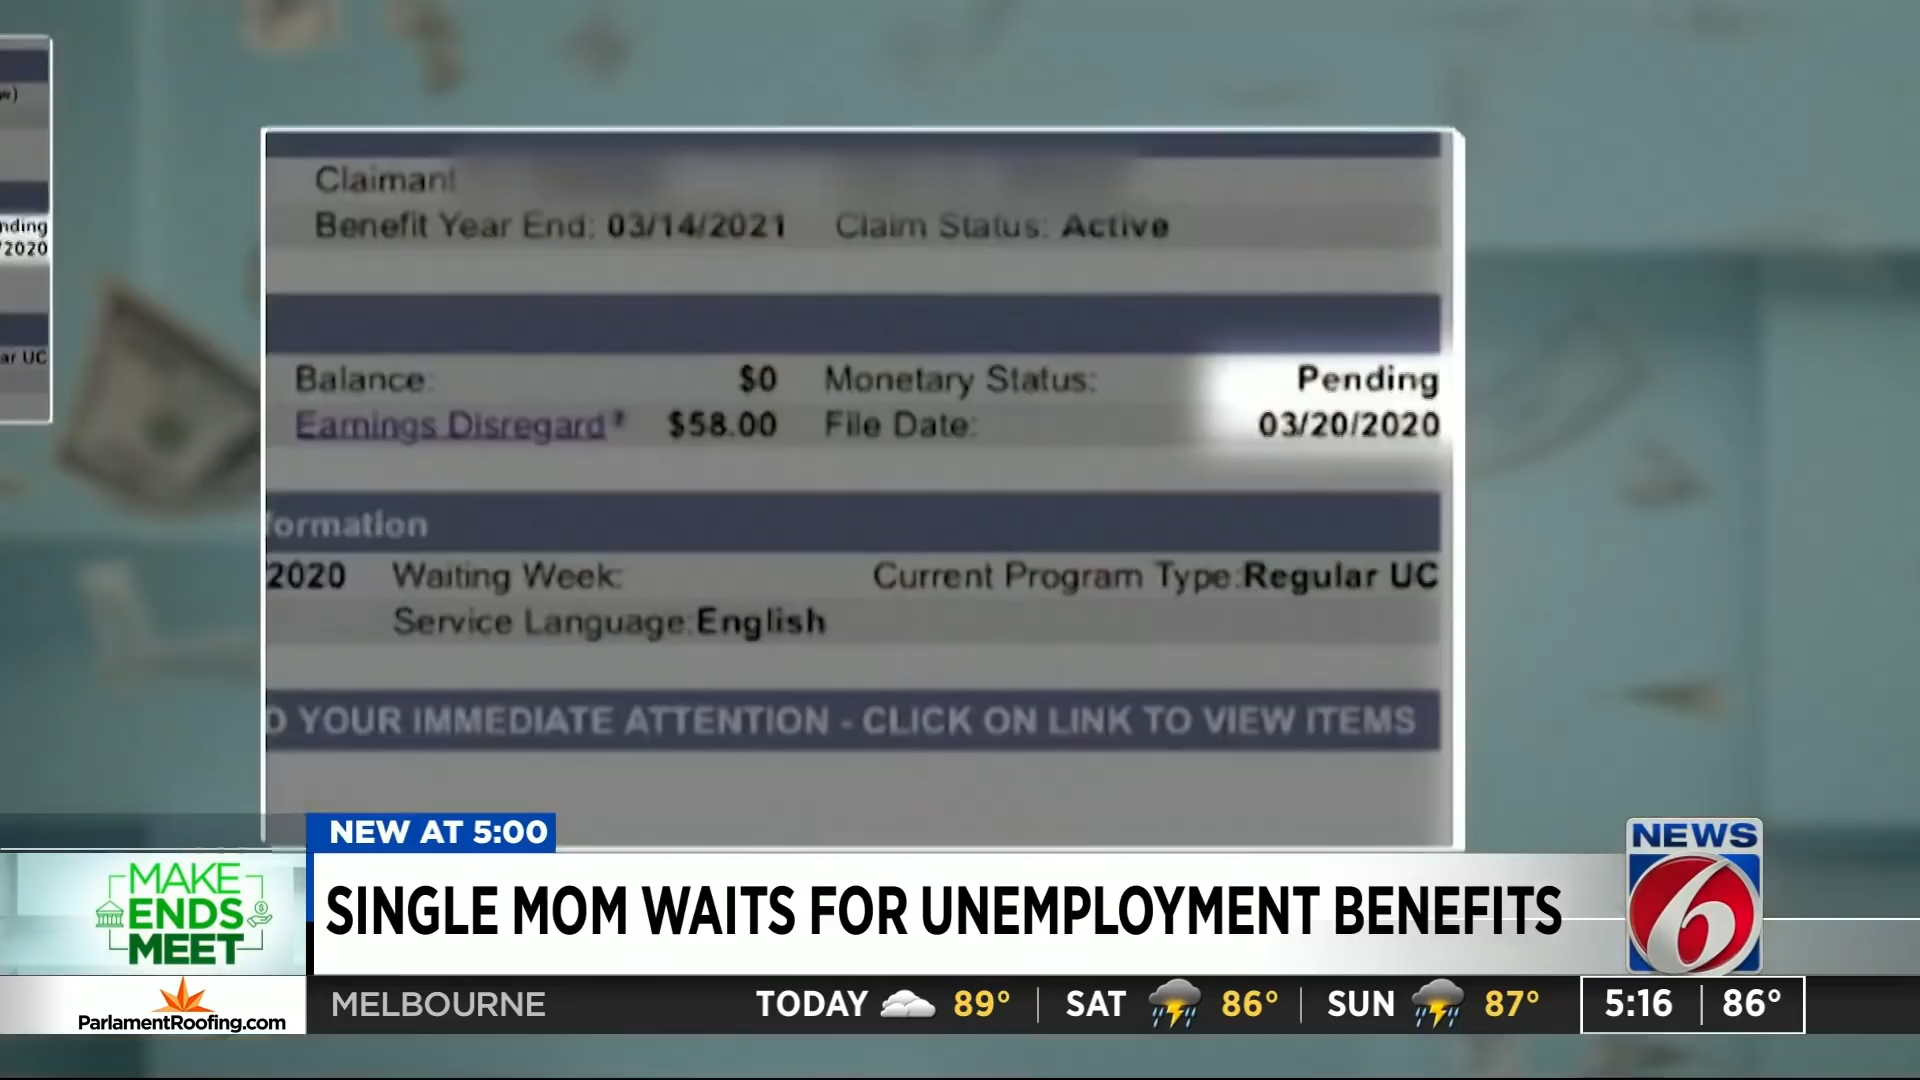 w)
nding
/2020
ar UC
Claimant
Benefit Year End: 03/14/2021 Claim Status: Active
Balance: $0 Monetary Status: Pending
Earnings Disregard $58.00 File Date: 03/20/2020
formation
2020 Waiting Week: Current Program Type: Regular UC
Service Language: English
D YOUR IMMEDIATE ATTENTION - CLICK ON LINK TO VIEW ITEMS
NEW AT 5:00
MAKE
ENDS
MEET
SINGLE MOM WAITS FOR UNEMPLOYMENT BENEFITS
NEWS
6
ParlamentRoofing.com
MELBOURNE TODAY 89° SAT 86° SUN 87° 5:16 86°